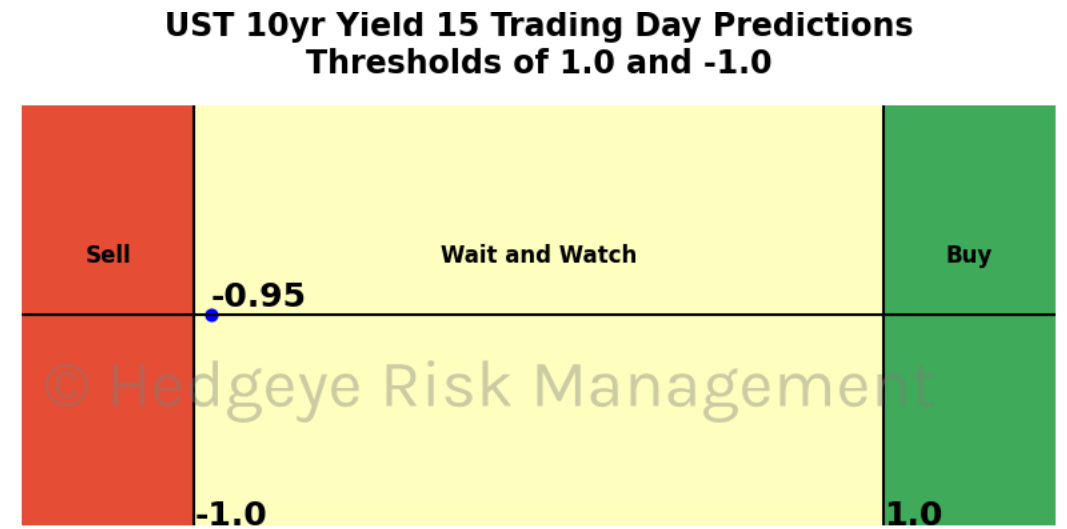 UST 10yr Yield 15 Trading Day Predictions
Thresholds of 1.0 and -1.0
Sell
Wait and Watch
Buy
-0.95
© Hedgeye Risk Management
-1.0
1.0